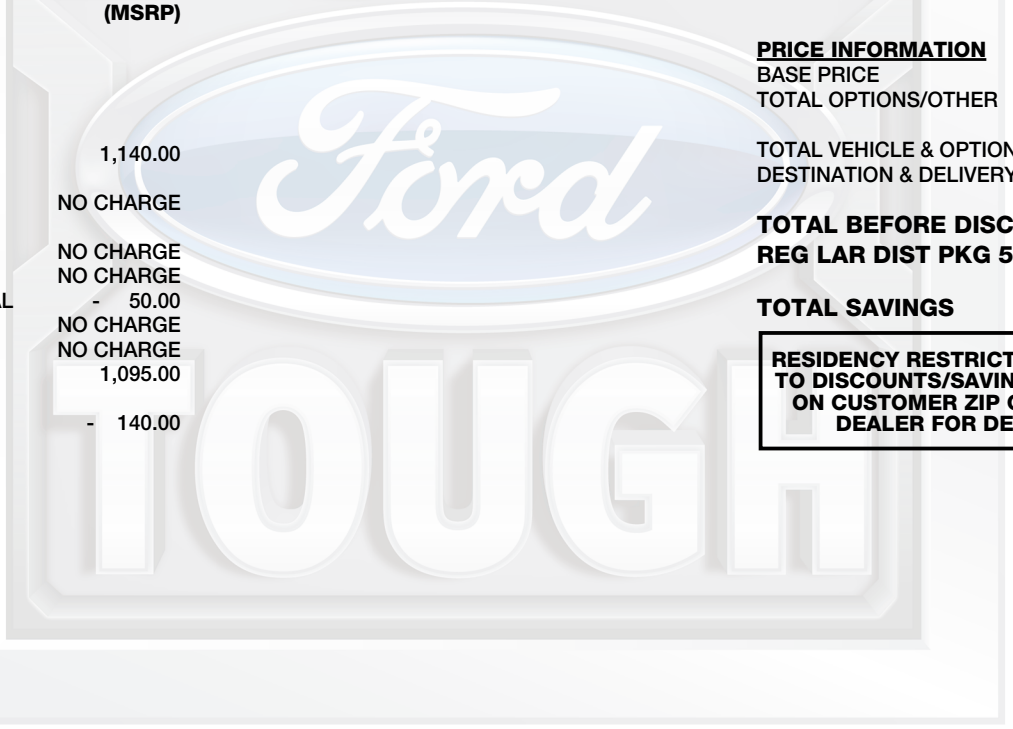 (MSRP)
1,140.00
NO CHARGE
NO CHARGE
NO CHARGE
AL - 50.00
NO CHARGE
NO CHARGE
1,095.00
- 140.00
Ford
TOUGH
PRICE INFORMATION
BASE PRICE
TOTAL OPTIONS/OTHER
TOTAL VEHICLE & OPTION
DESTINATION & DELIVERY
TOTAL BEFORE DISC
REG LAR DIST PKG 5
TOTAL SAVINGS
RESIDENCY RESTRICT
TO DISCOUNTS/SAVIN
ON CUSTOMER ZIP
DEALER FOR DE